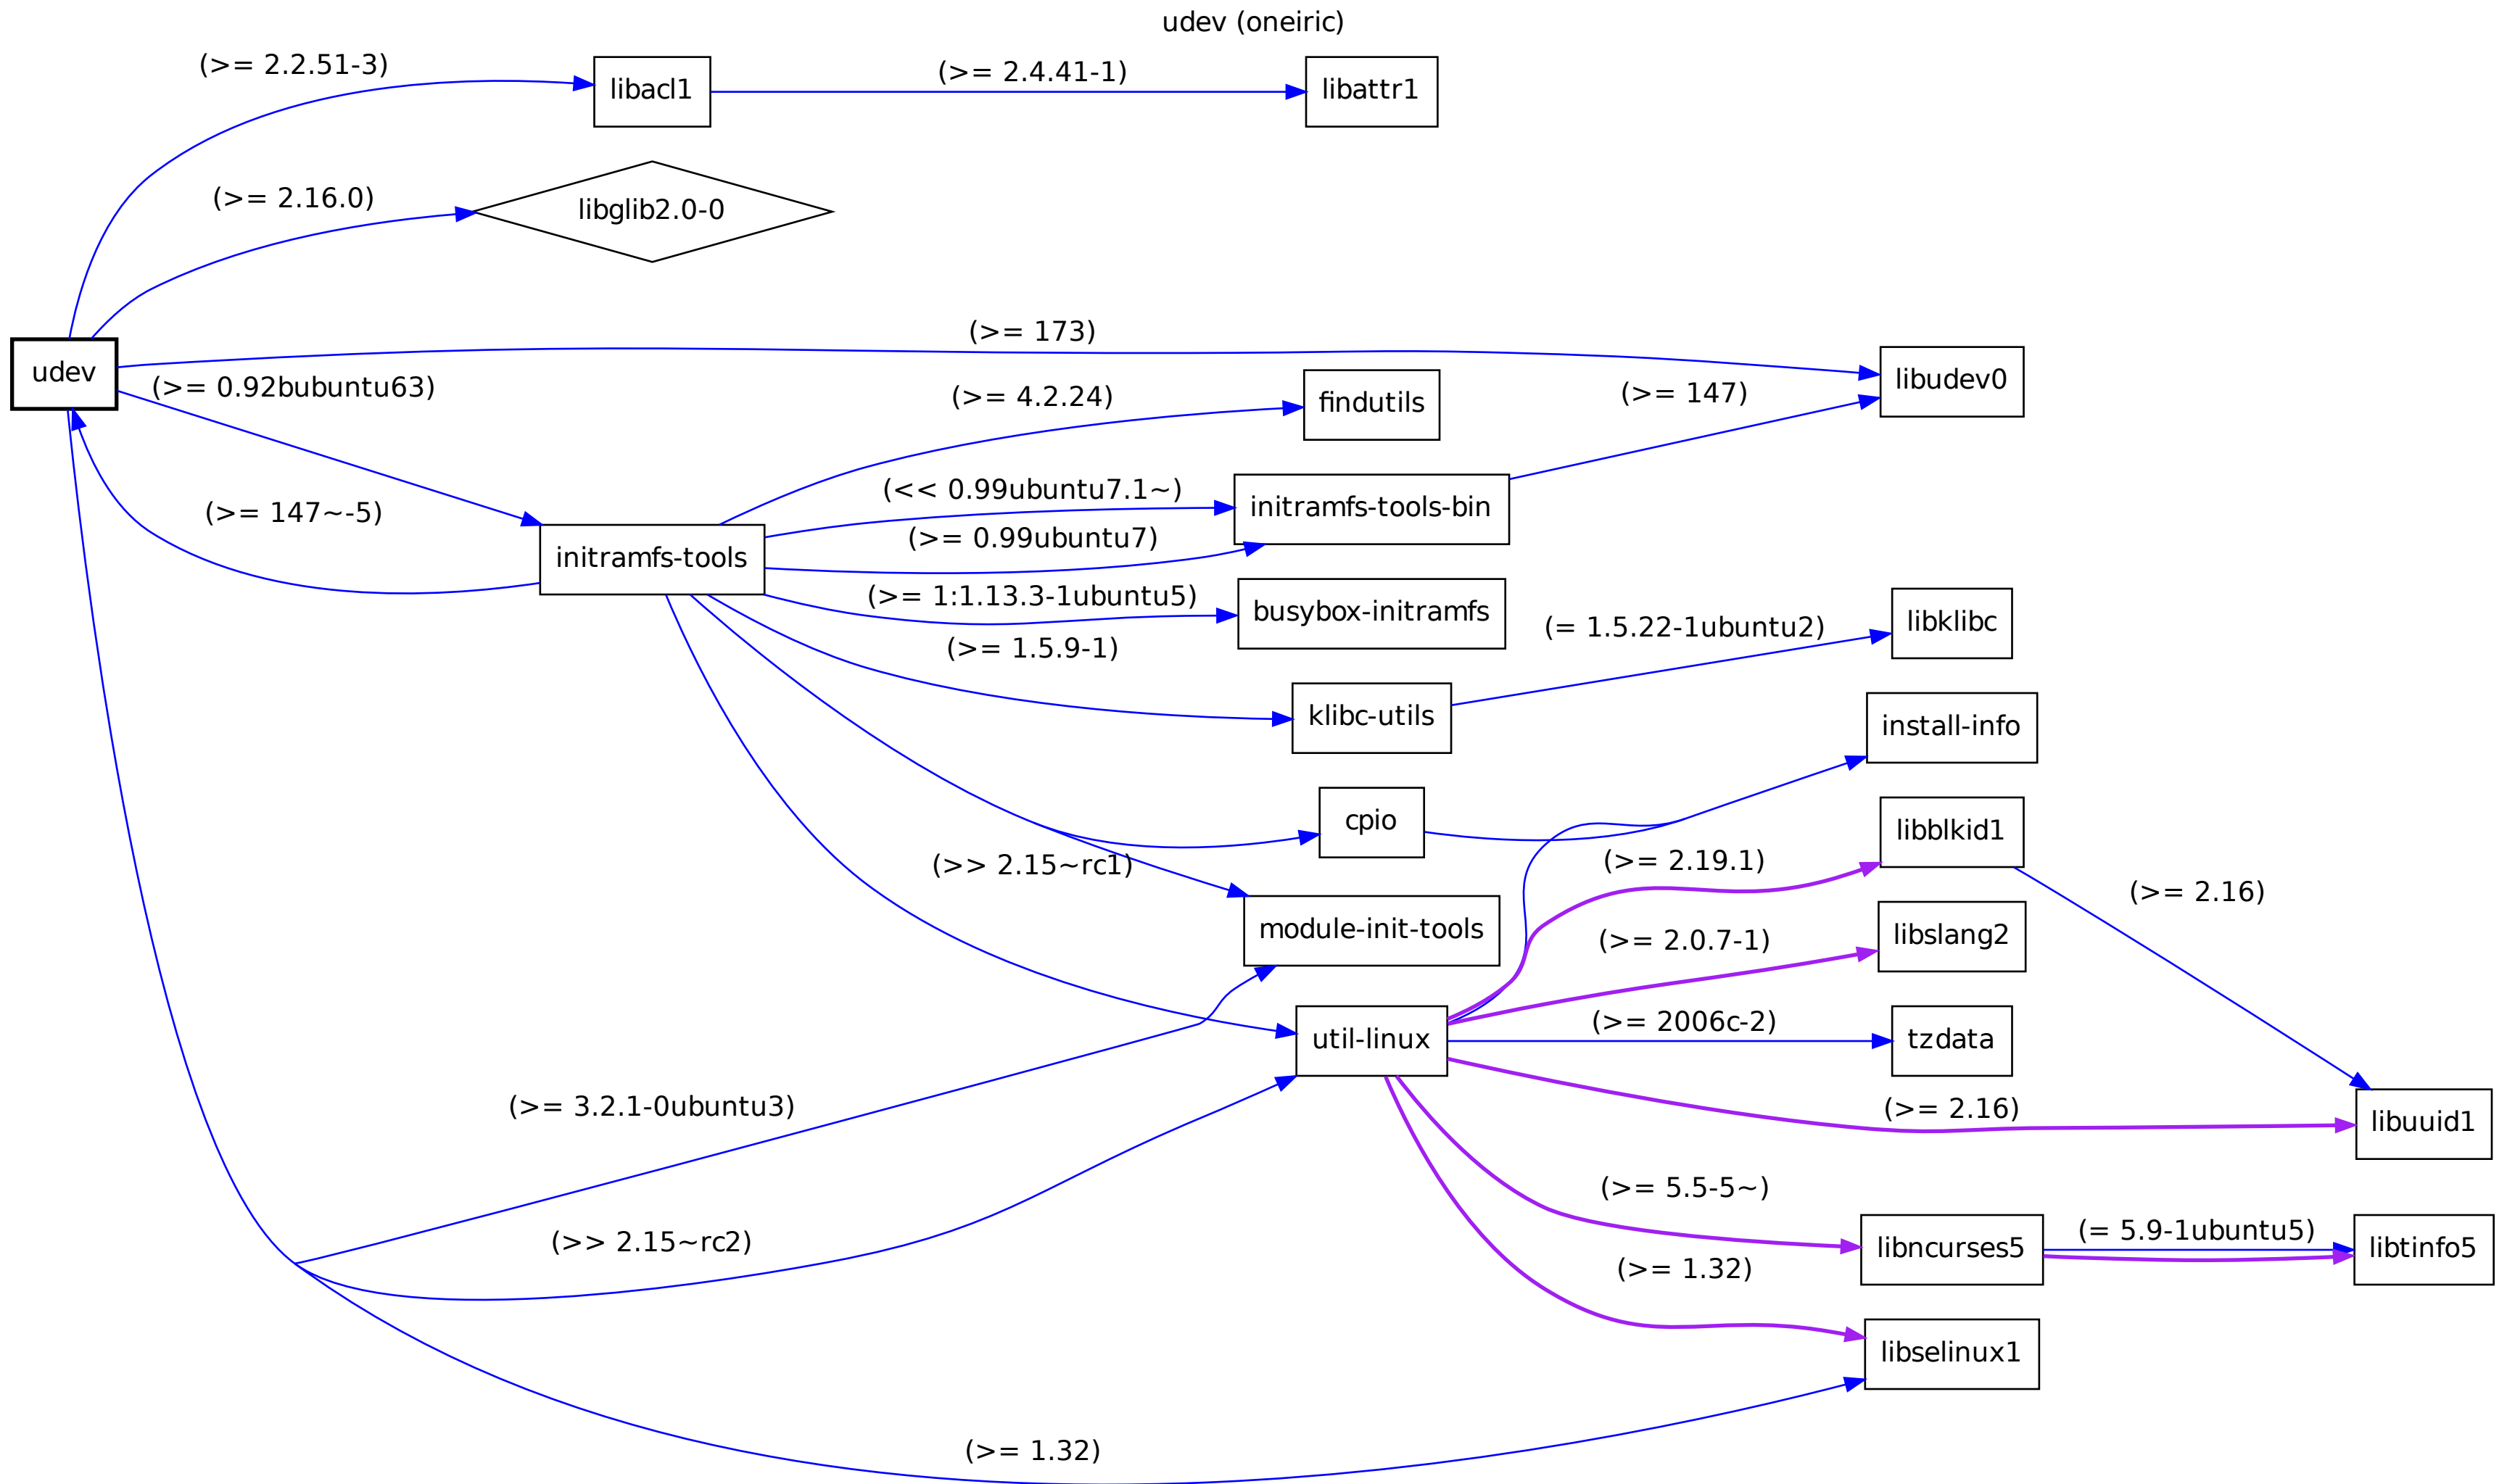 udev (oneiric)
(>= 2.2.51-3)
libacl1
(>= 2.4.41-1)
libattr1
(>= 2.16.0)
libglib2.0-0
udev
(>= 173)
libudev0
(>= 0.92bubuntu63)
(>= 4.2.24)
findutils
(>= 147)
(>= 147~-5)
initramfs-tools
(<< 0.99ubuntu7.1~)
(>= 0.99ubuntu7)
initramfs-tools-bin
(>= 1:1.13.3-1ubuntu5)
busybox-initramfs
(>= 1.5.9-1)
klibc-utils
(= 1.5.22-1ubuntu2)
libklibc
install-info
cpio
(>= 2.19.1)
libblkid1
(>= 2.16)
(>> 2.15~rc1)
module-init-tools
(>= 2.0.7-1)
libslang2
util-linux
(>= 2006c-2)
tzdata
(>= 3.2.1-0ubuntu3)
(>= 2.16)
libuuid1
(>= 5.5-5~)
(>> 2.15~rc2)
libncurses5
(= 5.9-1ubuntu5)
libtinfo5
(>= 1.32)
libselinux1
(>= 1.32)